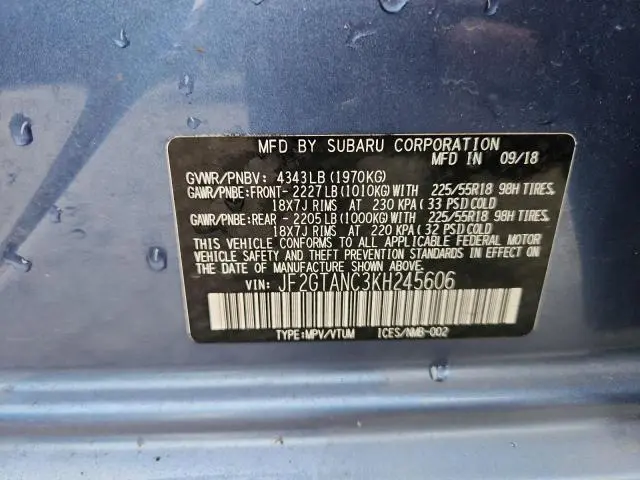 MFD BY SUBARU CORPORATION
MFD IN 09/18
GVWR/PNBV: 4343LB (1970KG)
GAWR/PNBE:FRONT- 2227LB (1010KG) WITH 225/55R18 98H TIRES,
18X7J RIMS AT 230 KPA (33 PSI) COLD
GAWR/PNBE:REAR - 2205LB (1000KG) WITH 225/55R18 98H TIRES,
18X7J RIMS AT 220 KPA (32 PSI) COLD
THIS VEHICLE CONFORMS TO ALL APPLICABLE FEDERAL MOTOR
VEHICLE SAFETY AND THEFT PREVENTION STANDARDS IN EFFECT ON
THE DATE OF MANUFACTURE SHOWN ABOVE.
VIN: JF2GTANC3KH245606
TYPE:MPV/VTUM ICES/NMB-002